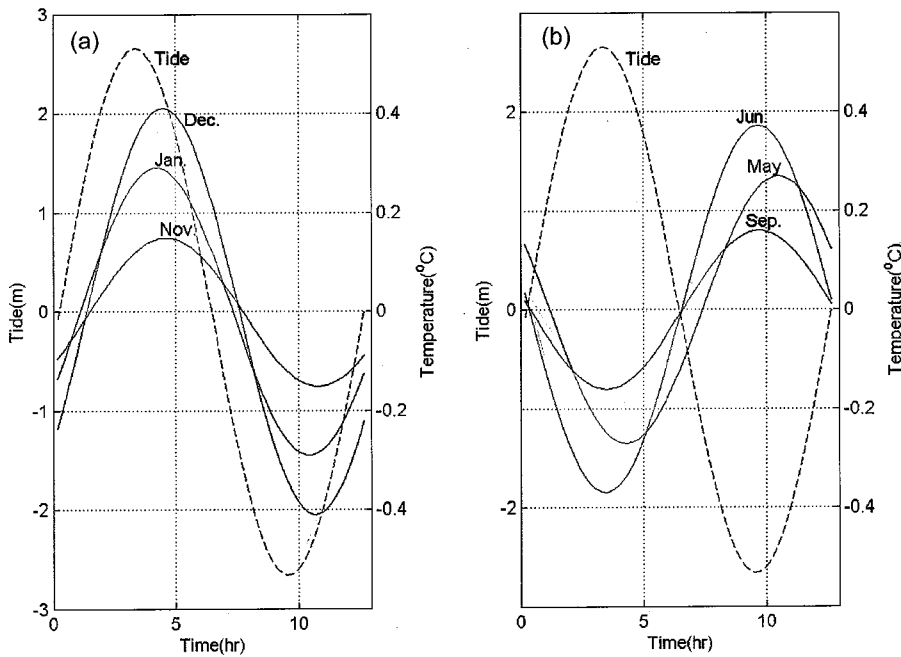 (a)
Tide
Dec.
Jan.
Nov
3
2
1
0
-1
-2
-3
Tide(m)
0.4
0.2
0
-0.2
-0.4
Temperature(°C)
0
5
10
Time(hr)
(b)
Tide
Jun.
May
Sep.
2
0
-2
Tide(m)
0.4
0.2
0
-0.2
-0.4
Temperature(°C)
0
5
10
Time(hr)